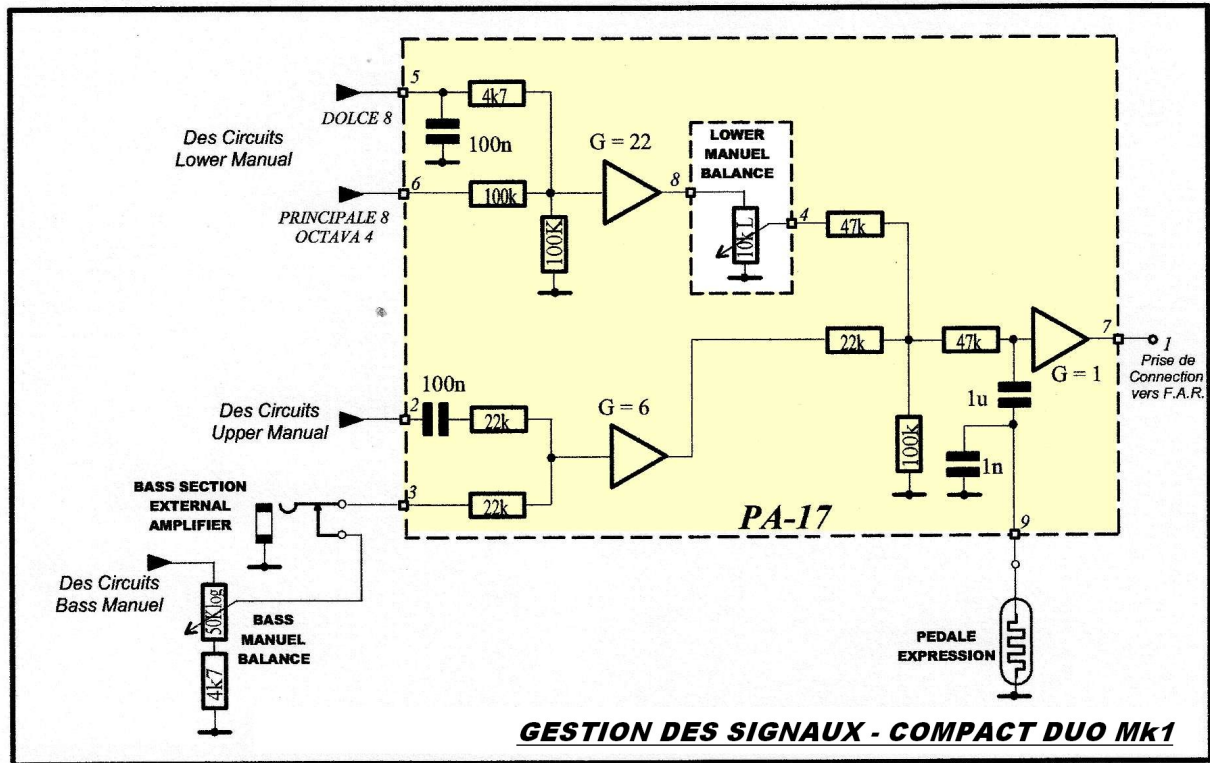 5
DOLCE 8
4k7
100n
Des Circuits
Lower Manual
6
PRINCIPALE 8
OCTAVA 4
100k
100K
G = 22
8
LOWER
MANUEL
BALANCE
10k L
4
47k
22k
47k
G = 1
7
1
Prise de
Connection
vers F.A.R.
1u
1n
100k
Des Circuits
Upper Manual
2
100n
22k
G = 6
3
22k
BASS SECTION
EXTERNAL
AMPLIFIER
Des Circuits
Bass Manuel
50Klog
BASS
MANUEL
BALANCE
4k7
PA-17
9
PEDALE
EXPRESSION
GESTION DES SIGNAUX - COMPACT DUO Mk1